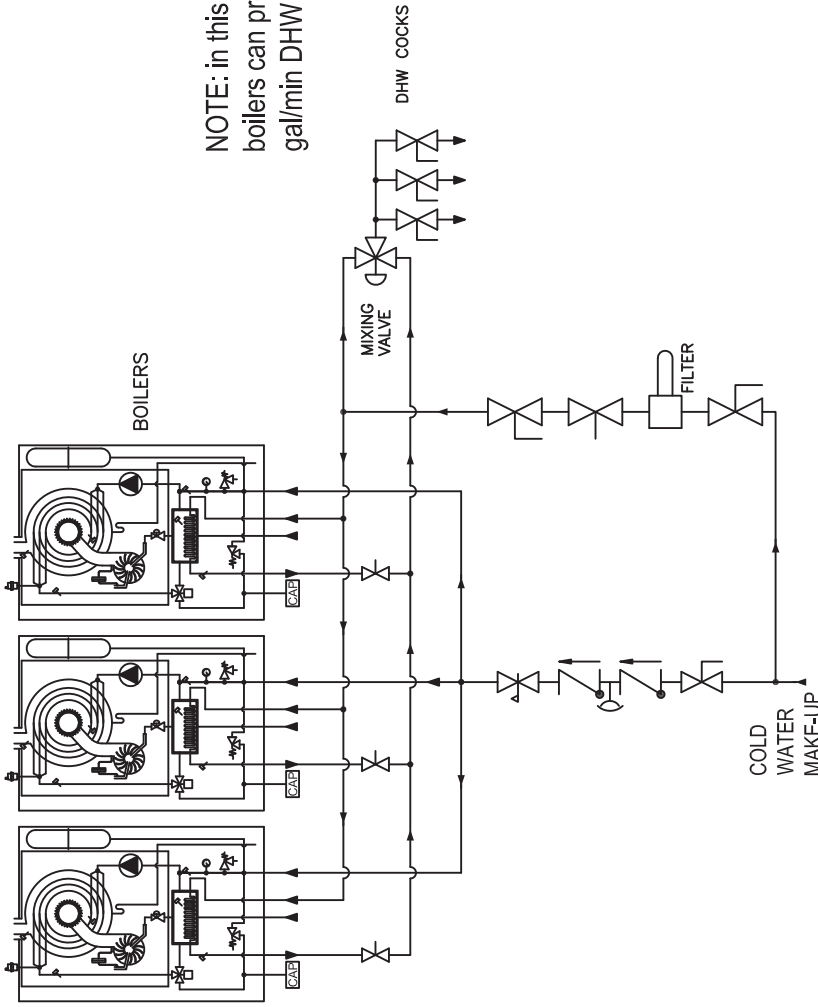 NOTE: in this
boilers can pr
gal/min DHW
DHW COCKS
MIXING
VALVE
BOILERS
FILTER
CAP
CAP
CAP
COLD
WATER
MAKE-UP